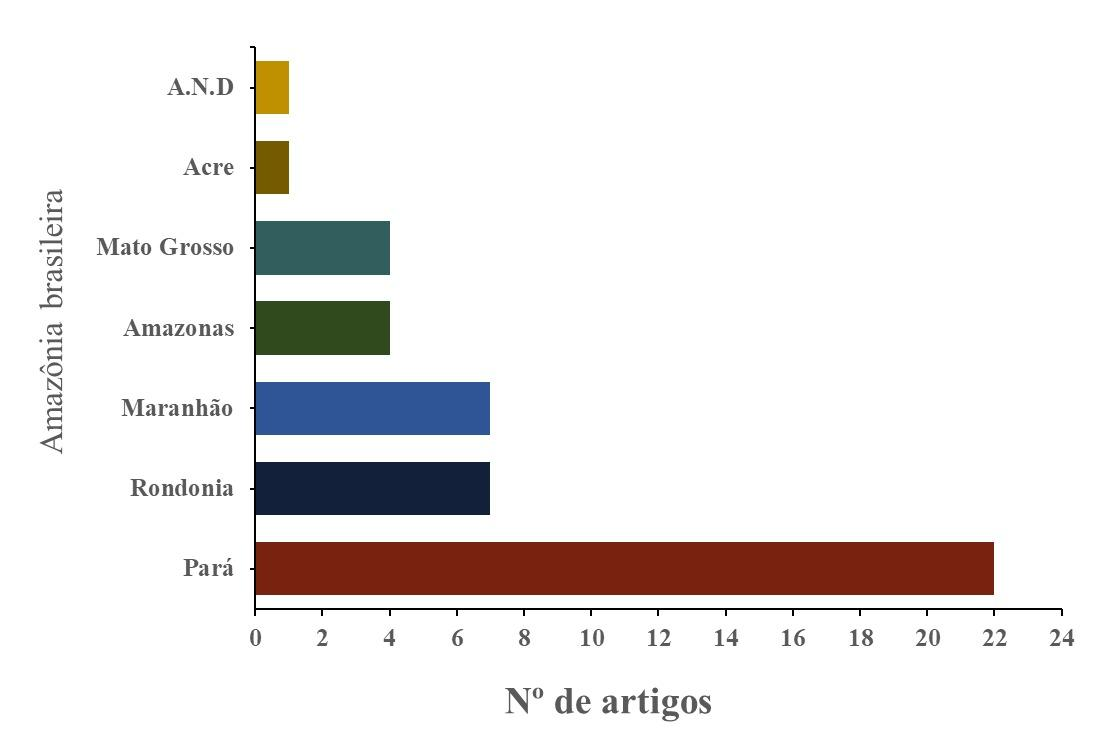 Amazônia brasileira
A.N.D
Acre
Mato Grosso
Amazonas
Maranhão
Rondonia
Pará
0 2 4 6 8 10 12 14 16 18 20 22 24
Nº de artigos